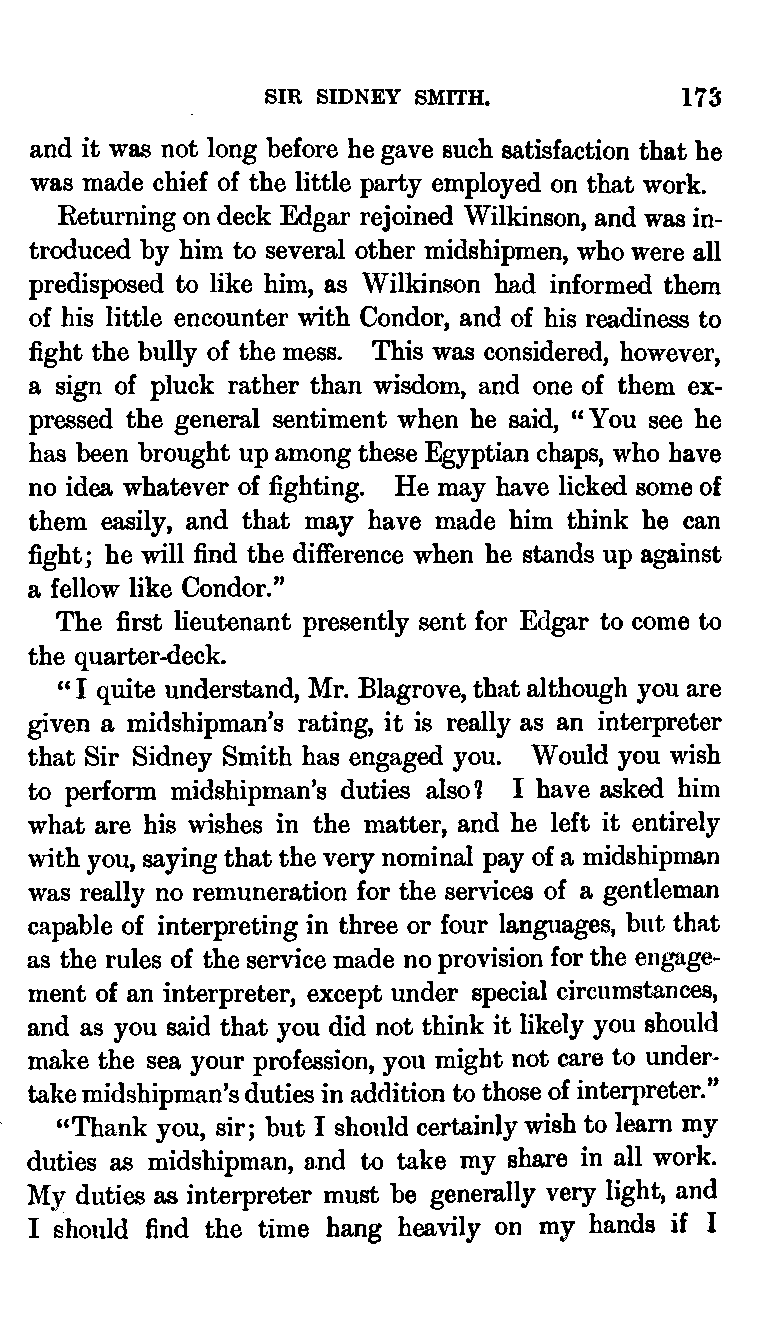 SIR SIDNEY SMITH. 173
and it was not long before he gave such satisfaction that he
was made chief of the little party employed on that work.
Returning on deck Edgar rejoined Wilkinson, and was in-
troduced by him to several other midshipmen, who were all
predisposed to like him, as Wilkinson had informed them
of his little encounter with Condor, and of his readiness to
fight the bully of the mess. This was considered, however,
a sign of pluck rather than wisdom, and one of them ex-
pressed the general sentiment when he said, “You see he
has been brought up among these Egyptian chaps, who have
no idea whatever of fighting. He may have licked some of
them easily, and that may have made him think he can
fight; he will find the difference when he stands up against
a fellow like Condor.”
The first lieutenant presently sent for Edgar to come to
the quarter-deck.
“I quite understand, Mr. Blagrove, that although you are
given a midshipman's rating, it is really as an interpreter
that Sir Sidney Smith has engaged you. Would you wish
to perform midshipman's duties also? I have asked him
what are his wishes in the matter, and he left it entirely
with you, saying that the very nominal pay of a midshipman
was really no remuneration for the services of a gentleman
capable of interpreting in three or four languages, but that
as the rules of the service made no provision for the engage-
ment of an interpreter, except under special circumstances,
and as you said that you did not think it likely you should
make the sea your profession, you might not care to under-
take midshipman's duties in addition to those of interpreter.”
“Thank you, sir; but I should certainly wish to learn my
duties as midshipman, and to take my share in all work.
My duties as interpreter must be generally very light, and
I should find the time hang heavily on my hands if I